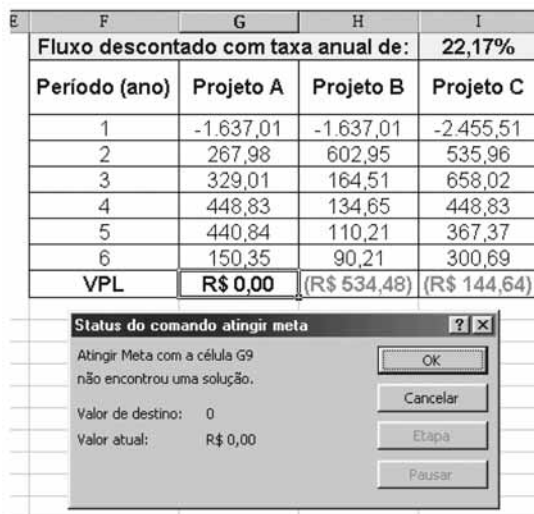 E F G H I
Fluxo descontado com taxa anual de: 22,17%
Período (ano) Projeto A Projeto B Projeto C
1 -1.637,01 -1.637,01 -2.455,51
2 267,98 602,95 535,96
3 329,01 164,51 658,02
4 448,83 134,65 448,83
5 440,84 110,21 367,37
6 150,35 90,21 300,69
VPL R$ 0,00 (R$ 534,48) (R$ 144,64)
Status do comando atingir meta
Atingir Meta com a célula G9
não encontrou uma solução.
Valor de destino: 0
Valor atual: R$ 0,00
OK
Cancelar
Etapa
Pausar